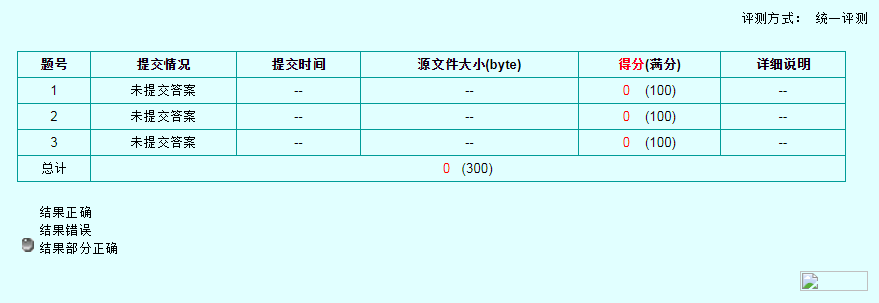 评测方式： 统一评测
题号 提交情况 提交时间 源文件大小(byte) 得分(满分) 详细说明
1 未提交答案 -- -- 0 (100) --
2 未提交答案 -- -- 0 (100) --
3 未提交答案 -- -- 0 (100) --
总计 0 (300)
结果正确
结果错误
结果部分正确